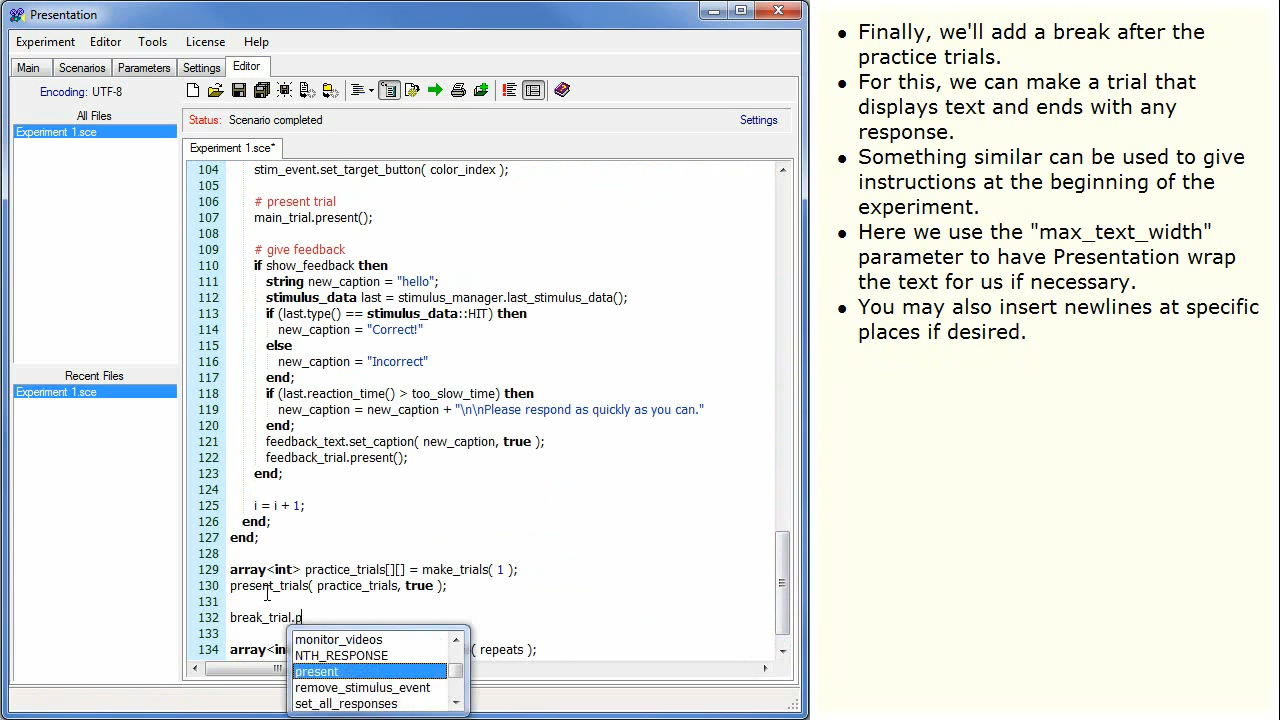 Presentation
Experiment Editor Tools License Help
Main Scenarios Parameters Settings Editor
Encoding: UTF-8
All Files
Experiment 1.sce
Recent Files
Experiment 1.sce
Status: Scenario completed Settings
Experiment 1.sce*
104 stim_event.set_target_button( color_index );
105
106 # present trial
107 main_trial.present();
108
109 # give feedback
110 if show_feedback then
111 string new_caption = "hello";
112 stimulus_data last = stimulus_manager.last_stimulus_data();
113 if (last.type() == stimulus_data::HIT) then
114 new_caption = "Correct!"
115 else
116 new_caption = "Incorrect"
117 end;
118 if (last.reaction_time() > too_slow_time) then
119 new_caption = new_caption + "\n\nPlease respond as quickly as you can."
120 end;
121 feedback_text.set_caption( new_caption, true );
122 feedback_trial.present();
123 end;
124
125 i = i + 1;
126 end;
127 end;
128
129 array<int> practice_trials[][] = make_trials( 1 );
130 present_trials( practice_trials, true );
131
132 break_trial.p
133
134 array<in ( repeats );
monitor_videos
NTH_RESPONSE
present
remove_stimulus_event
set_all_responses
• Finally, we'll add a break after the
practice trials.
• For this, we can make a trial that
displays text and ends with any
response.
• Something similar can be used to give
instructions at the beginning of the
experiment.
• Here we use the "max_text_width"
parameter to have Presentation wrap
the text for us if necessary.
• You may also insert newlines at specific
places if desired.